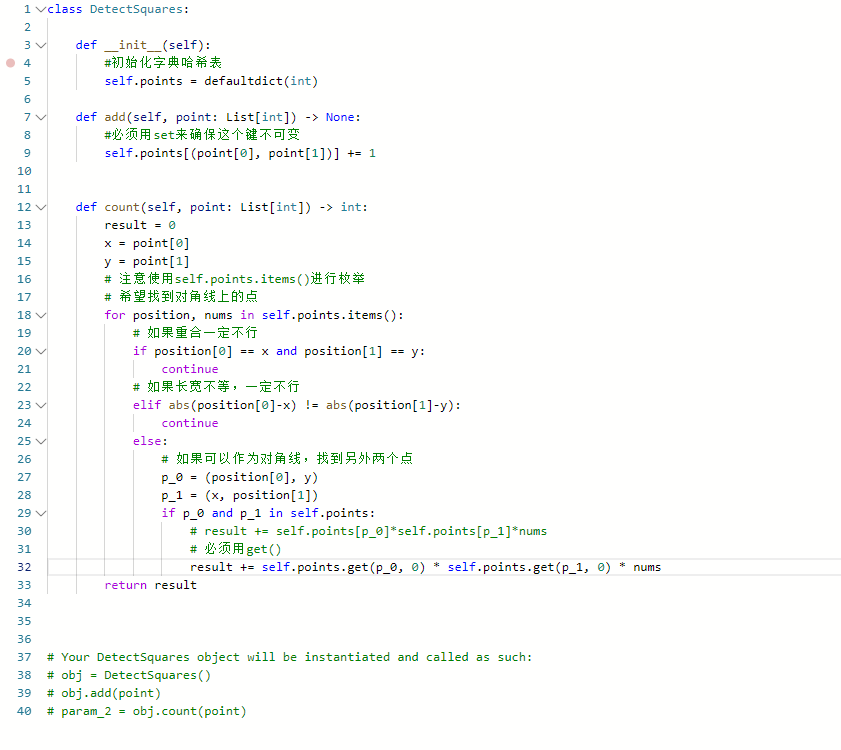 1 class DetectSquares:
2
3 def __init__(self):
4 #初始化字典哈希表
5 self.points = defaultdict(int)
6
7 def add(self, point: List[int]) -> None:
8 #必须用set来确保这个键不可变
9 self.points[(point[0], point[1])] += 1
10
11
12 def count(self, point: List[int]) -> int:
13 result = 0
14 x = point[0]
15 y = point[1]
16 # 注意使用self.points.items()进行枚举
17 # 希望找到对角线上的点
18 for position, nums in self.points.items():
19 # 如果重合一定不行
20 if position[0] == x and position[1] == y:
21 continue
22 # 如果长宽不等，一定不行
23 elif abs(position[0]-x) != abs(position[1]-y):
24 continue
25 else:
26 # 如果可以作为对角线，找到另外两个点
27 p_0 = (position[0], y)
28 p_1 = (x, position[1])
29 if p_0 and p_1 in self.points:
30 # result += self.points[p_0]*self.points[p_1]*nums
31 # 必须用get()
32 result += self.points.get(p_0, 0) * self.points.get(p_1, 0) * nums
33 return result
34
35
36
37 # Your DetectSquares object will be instantiated and called as such:
38 # obj = DetectSquares()
39 # obj.add(point)
40 # param_2 = obj.count(point)